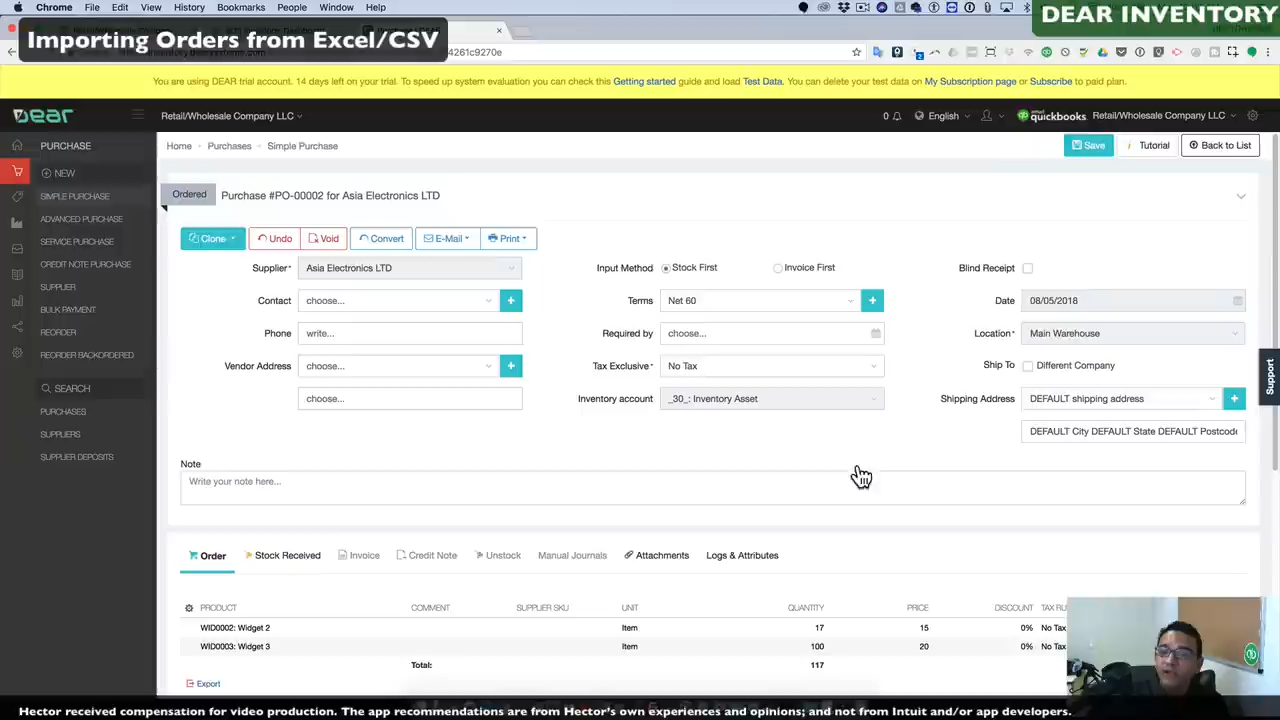 Chrome File Edit View History Bookmarks People Window Help
DEAR INVENTORY
Importing Orders from Excel/CSV
4261c9270e
You are using DEAR trial account. 14 days left on your trial. To speed up system evaluation you can check this Getting started guide and load Test Data. You can delete your test data on My Subscription page or Subscribe to paid plan.
DEAR Retail/Wholesale Company LLC 0 English quickbooks Retail/Wholesale Company LLC
PURCHASE Home Purchases Simple Purchase Save Tutorial Back to List
NEW
SIMPLE PURCHASE
ADVANCED PURCHASE
SERVICE PURCHASE
CREDIT NOTE PURCHASE
SUPPLIER
BULK PAYMENT
REORDER
REORDER BACKORDERED
SEARCH
PURCHASES
SUPPLIERS
SUPPLIER DEPOSITS
Ordered Purchase #PO-00002 for Asia Electronics LTD
Clone Undo Void Convert E-Mail Print
Supplier* Asia Electronics LTD Input Method Stock First Invoice First Blind Receipt
Contact choose... + Terms Net 60 + Date 08/05/2018
Phone write... Required by choose... Location* Main Warehouse
Vendor Address choose... + Tax Exclusive* No Tax Ship To Different Company
choose... Inventory account _30_: Inventory Asset Shipping Address DEFAULT shipping address +
DEFAULT City DEFAULT State DEFAULT Postcode
Support
Note
Write your note here...
Order Stock Received Invoice Credit Note Unstock Manual Journals Attachments Logs & Attributes
PRODUCT COMMENT SUPPLIER SKU UNIT QUANTITY PRICE DISCOUNT TAX RU
WID0002: Widget 2 Item 17 15 0% No Tax
WID0003: Widget 3 Item 100 20 0% No Tax
Total: 117
Export
Hector received compensation for video production. The app recommendations are from Hector's own experiences and opinions; and not from Intuit and/or app developers.